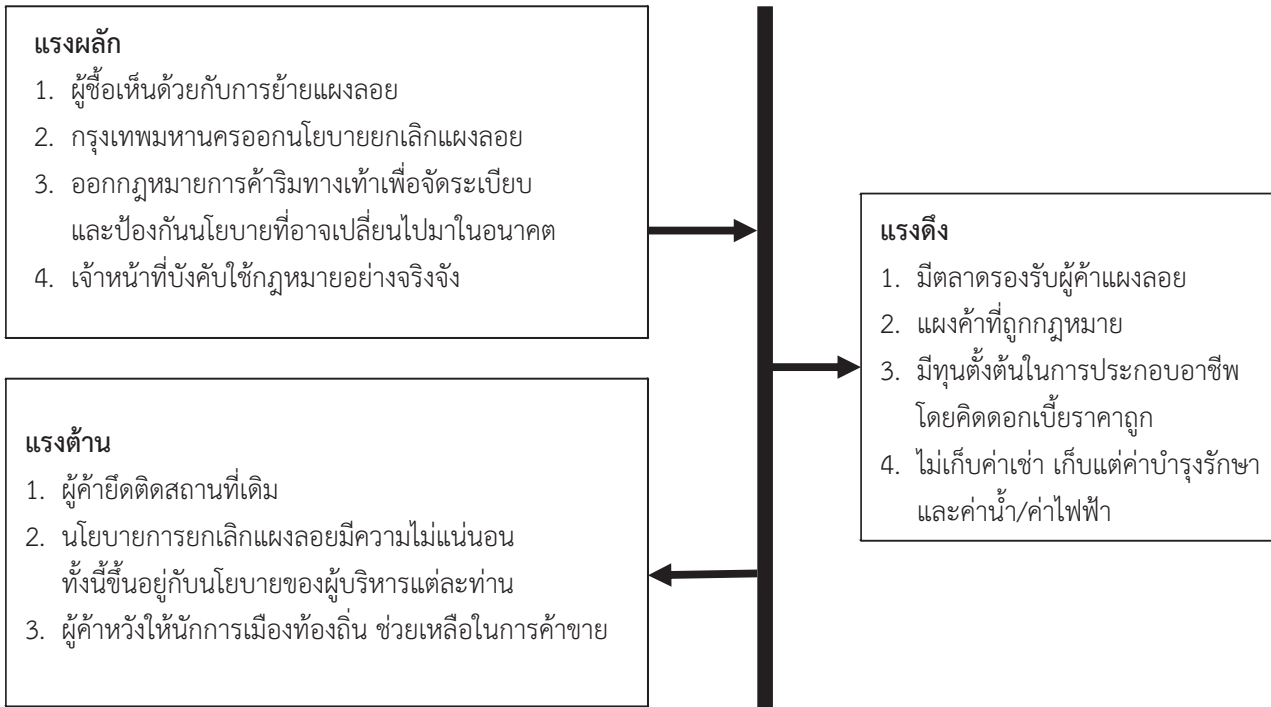 แรงผลัก
1. ผู้ซื้อเห็นด้วยกับการย้ายแผงลอย
2. กรุงเทพมหานครออกนโยบายยกเลิกแผงลอย
3. ออกกฎหมายการค้าริมทางเท้าเพื่อจัดระเบียบ
และป้องกันนโยบายที่อาจเปลี่ยนไปมาในอนาคต
4. เจ้าหน้าที่บังคับใช้กฎหมายอย่างจริงจัง
แรงต้าน
1. ผู้ค้ายึดติดสถานที่เดิม
2. นโยบายการยกเลิกแผงลอยมีความไม่แน่นอน
ทั้งนี้ขึ้นอยู่กับนโยบายของผู้บริหารแต่ละท่าน
3. ผู้ค้าหวังให้นักการเมืองท้องถิ่น ช่วยเหลือในการค้าขาย
แรงดึง
1. มีตลาดรองรับผู้ค้าแผงลอย
2. แผงค้าที่ถูกกฎหมาย
3. มีทุนตั้งต้นในการประกอบอาชีพ
โดยคิดดอกเบี้ยราคาถูก
4. ไม่เก็บค่าเช่า เก็บแต่ค่าบำรุงรักษา
และค่าน้ำ/ค่าไฟฟ้า